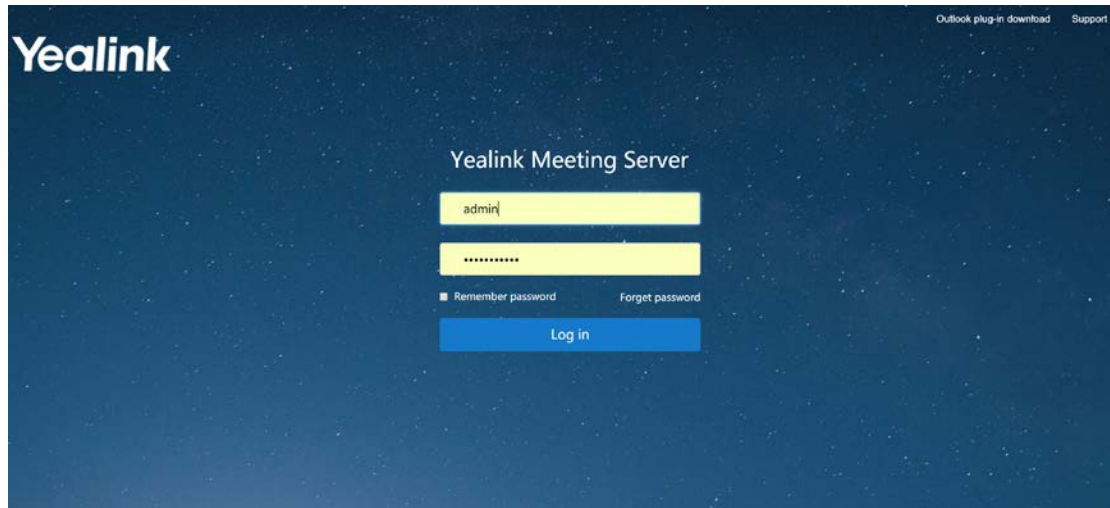 Outlook plug-in download Support
Yealink
Yealink Meeting Server
admin
•••••••••••
Remember password Forget password
Log in